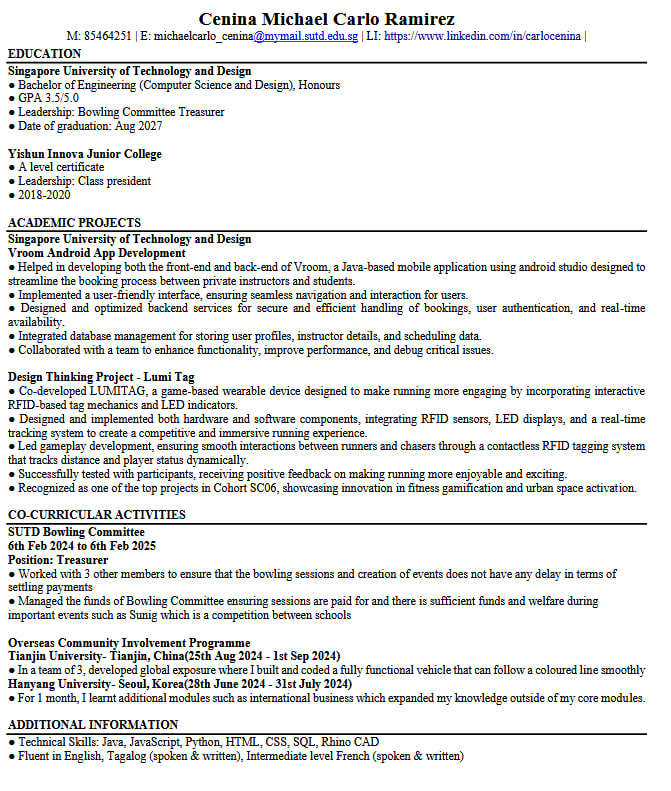 Cenina Michael Carlo Ramirez
M: 85464251 | E: michaelcarlo_cenina@mymail.sutd.edu.sg | LI: https://www.linkedin.com/in/carlocenina |
EDUCATION
Singapore University of Technology and Design
● Bachelor of Engineering (Computer Science and Design), Honours
● GPA 3.5/5.0
● Leadership: Bowling Committee Treasurer
● Date of graduation: Aug 2027
Yishun Innova Junior College
● A level certificate
● Leadership: Class president
● 2018-2020
ACADEMIC PROJECTS
Singapore University of Technology and Design
Vroom Android App Development
● Helped in developing both the front-end and back-end of Vroom, a Java-based mobile application using android studio designed to
streamline the booking process between private instructors and students.
● Implemented a user-friendly interface, ensuring seamless navigation and interaction for users.
● Designed and optimized backend services for secure and efficient handling of bookings, user authentication, and real-time
availability.
● Integrated database management for storing user profiles, instructor details, and scheduling data.
● Collaborated with a team to enhance functionality, improve performance, and debug critical issues.
Design Thinking Project - Lumi Tag
● Co-developed LUMITAG, a game-based wearable device designed to make running more engaging by incorporating interactive
RFID-based tag mechanics and LED indicators.
● Designed and implemented both hardware and software components, integrating RFID sensors, LED displays, and a real-time
tracking system to create a competitive and immersive running experience.
● Led gameplay development, ensuring smooth interactions between runners and chasers through a contactless RFID tagging system
that tracks distance and player status dynamically.
● Successfully tested with participants, receiving positive feedback on making running more enjoyable and exciting.
● Recognized as one of the top projects in Cohort SC06, showcasing innovation in fitness gamification and urban space activation.
CO-CURRICULAR ACTIVITIES
SUTD Bowling Committee
6th Feb 2024 to 6th Feb 2025
Position: Treasurer
● Worked with 3 other members to ensure that the bowling sessions and creation of events does not have any delay in terms of
settling payments
● Managed the funds of Bowling Committee ensuring sessions are paid for and there is sufficient funds and welfare during
important events such as Sunig which is a competition between schools
Overseas Community Involvement Programme
Tianjin University- Tianjin, China(25th Aug 2024 - 1st Sep 2024)
● In a team of 3, developed global exposure where I built and coded a fully functional vehicle that can follow a coloured line smoothly
Hanyang University- Seoul, Korea(28th June 2024 - 31st July 2024)
● For 1 month, I learnt additional modules such as international business which expanded my knowledge outside of my core modules.
ADDITIONAL INFORMATION
● Technical Skills: Java, JavaScript, Python, HTML, CSS, SQL, Rhino CAD
● Fluent in English, Tagalog (spoken & written), Intermediate level French (spoken & written)